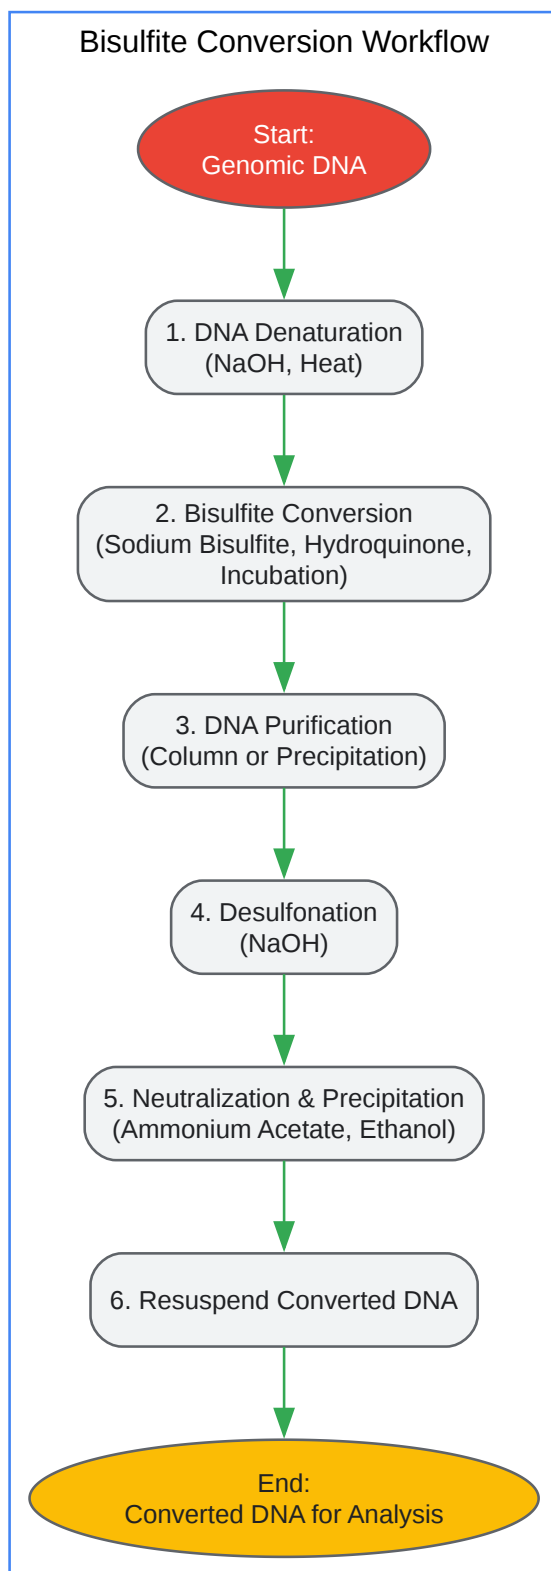 Bisulfite Conversion Workflow
Start:
Genomic DNA
1. DNA Denaturation
(NaOH, Heat)
2. Bisulfite Conversion
(Sodium Bisulfite, Hydroquinone,
Incubation)
3. DNA Purification
(Column or Precipitation)
4. Desulfonation
(NaOH)
5. Neutralization & Precipitation
(Ammonium Acetate, Ethanol)
6. Resuspend Converted DNA
End:
Converted DNA for Analysis